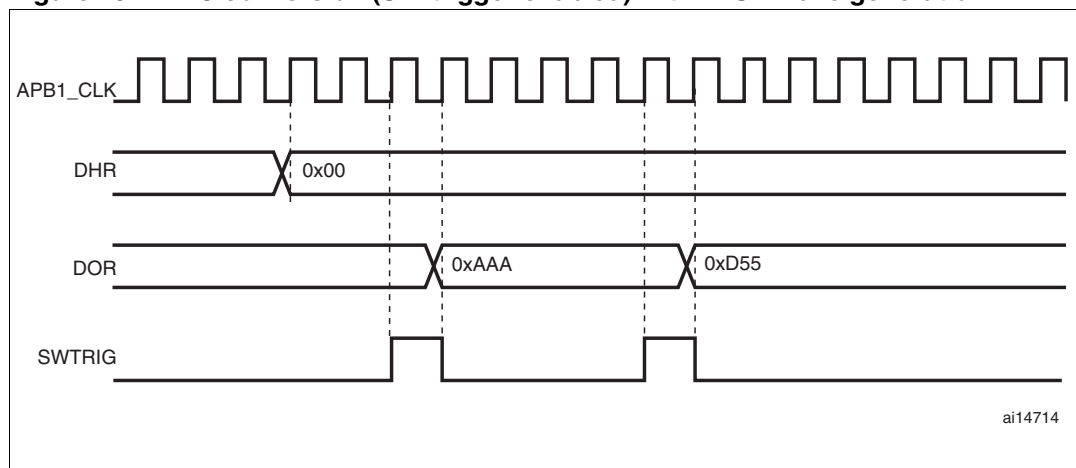 APB1_CLK
DHR
0x00
DOR
0xAAA
0xD55
SWTRIG
ai14714